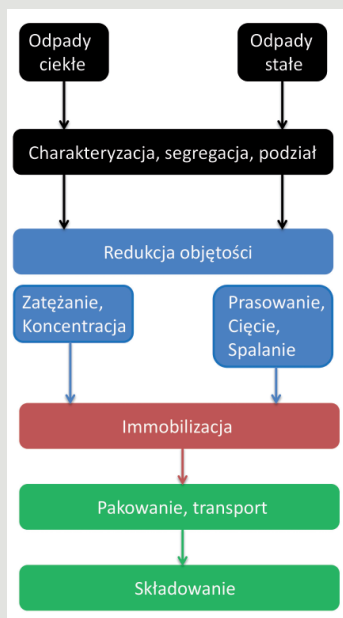 Odpady
ciekłe
Odpady
stałe
Charakteryzacja, segregacja, podział
Redukcja objętości
Zatężanie,
Koncentracja
Prasowanie,
Cięcie,
Spalanie
Immobilizacja
Pakowanie, transport
Składowanie